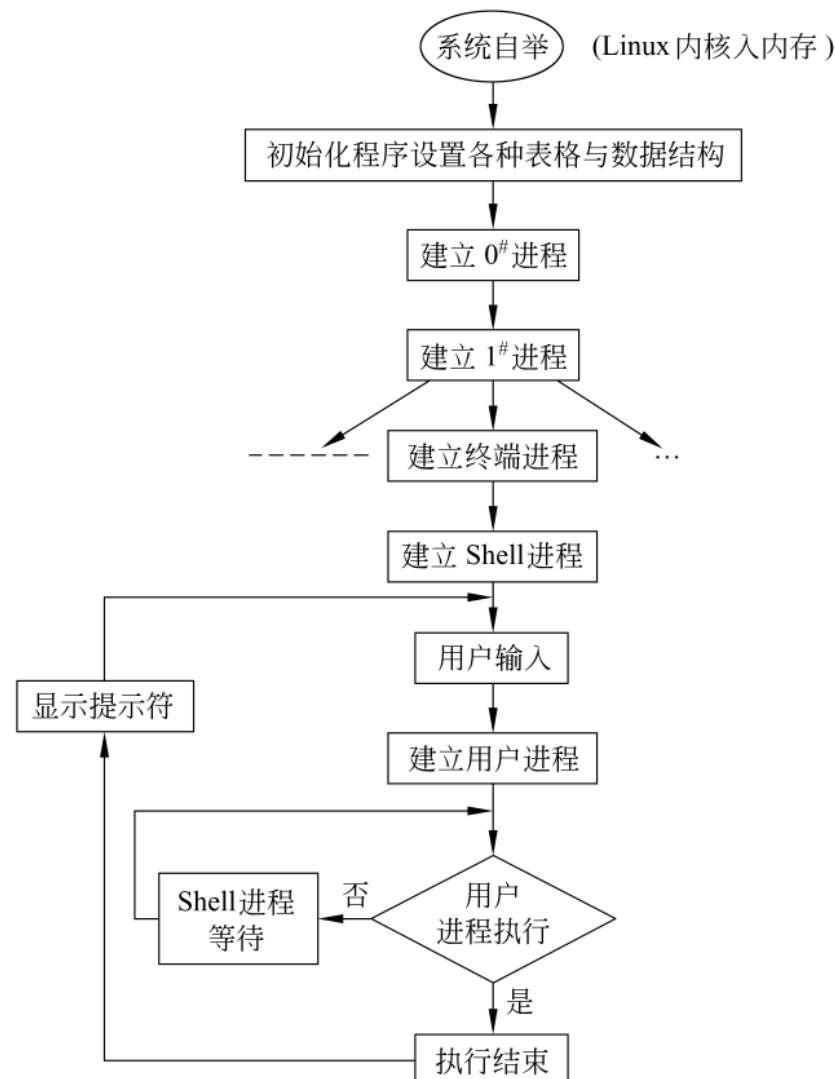 系统自举
(Linux 内核入内存 )
初始化程序设置各种表格与数据结构
建立 0#进程
建立 1#进程
建立终端进程
…
建立 Shell进程
用户输入
显示提示符
建立用户进程
Shell进程
等待
否
用户
进程执行
是
执行结束